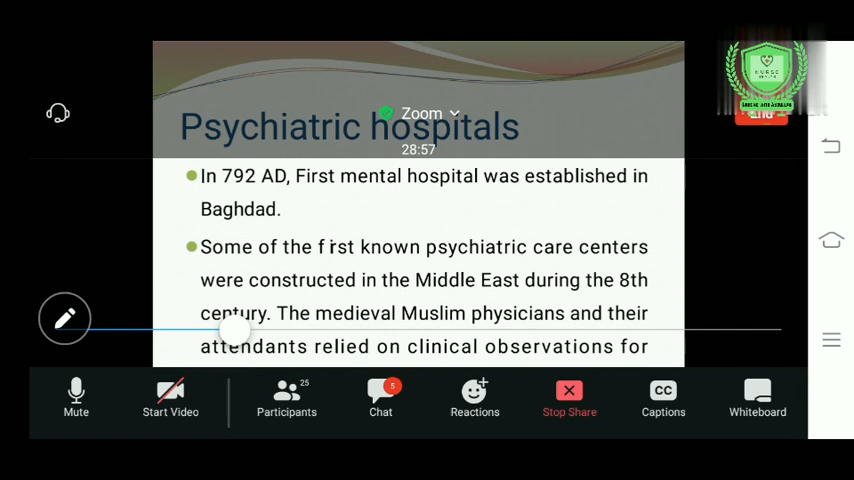 Zoom
NURSE
End
Psychiatric hospitals
28:57
In 792 AD, First mental hospital was established in
Baghdad.
Some of the first known psychiatric care centers
were constructed in the Middle East during the 8th
century. The medieval Muslim physicians and their
attendants relied on clinical observations for
25
5
CC
Mute
Start Video
Participants
Chat
Reactions
Stop Share
Captions
Whiteboard